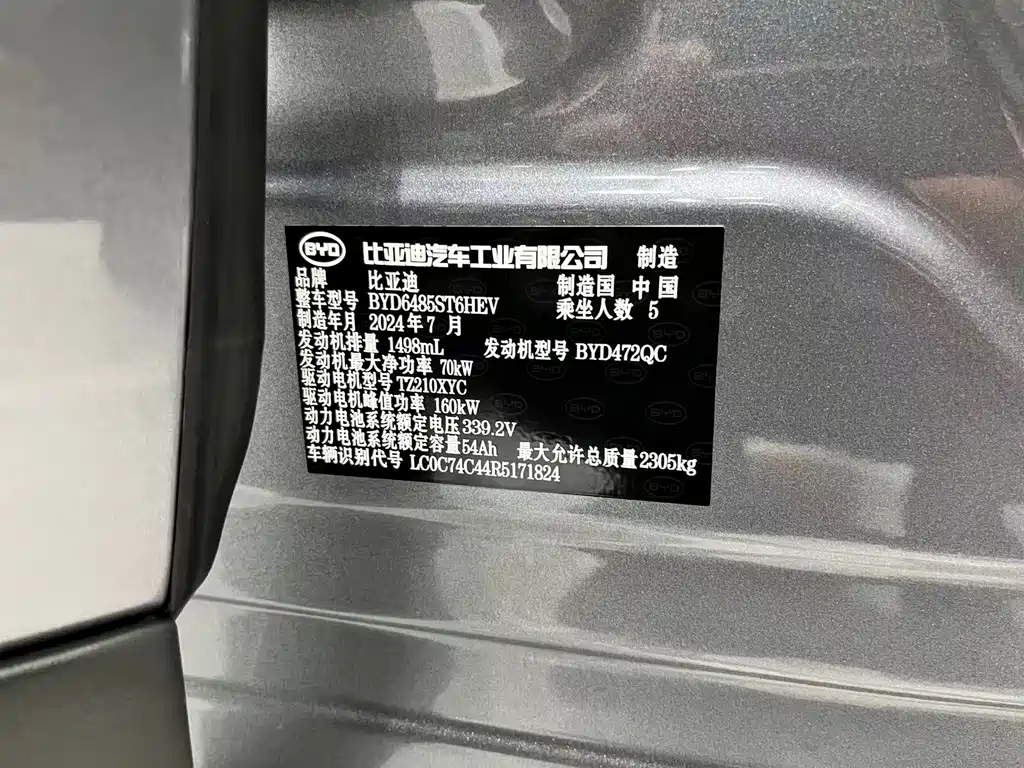 BYD 比亚迪汽车工业有限公司 制造
品牌 比亚迪 制造国 中国
整车型号 BYD6485ST6HEV 乘坐人数 5
制造年月 2024年7月
发动机排量 1498mL 发动机型号 BYD472QC
发动机最大净功率 70kW
驱动电机型号 TZ210XYC
驱动电机峰值功率 160kW
动力电池系统额定电压 339.2V
动力电池系统额定容量 54Ah 最大允许总质量 2305kg
车辆识别代号 LC0C74C44R5171824